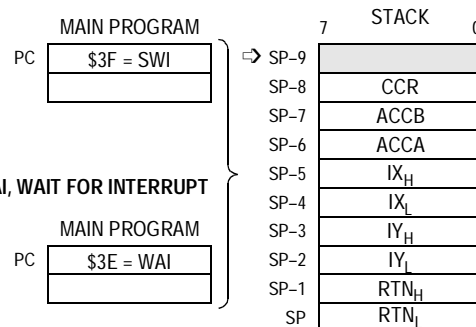 MAIN PROGRAM
PC $3F = SWI
AI, WAIT FOR INTERRUPT
MAIN PROGRAM
PC $3E = WAI
7 STACK 0
⇨ SP–9
SP–8 CCR
SP–7 ACCB
SP–6 ACCA
SP–5 IXH
SP–4 IXL
SP–3 IYH
SP–2 IYL
SP–1 RTNH
SP RTNL